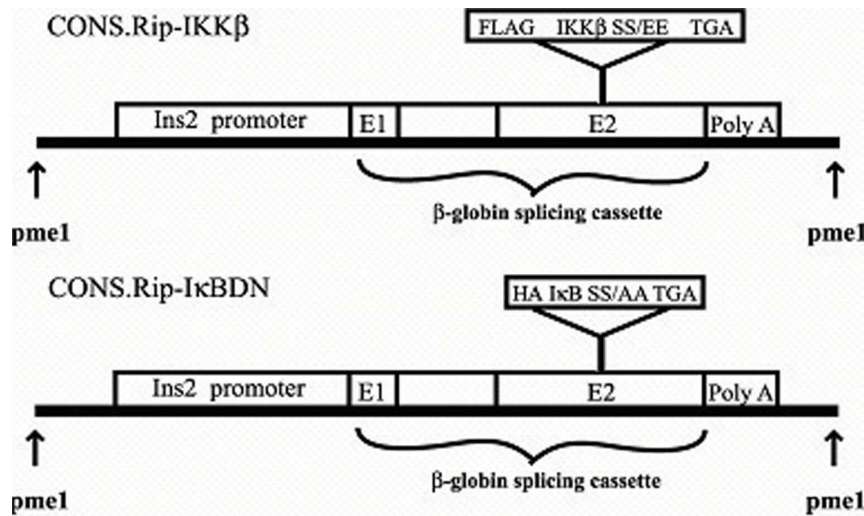 CONS.Rip-IKKβ
FLAG IKKβ SS/EE TGA
Ins2 promoter E1 E2 Poly A
β-globin splicing cassette
pme1 pme1
CONS.Rip-IκBDN
HA IκB SS/AA TGA
Ins2 promoter E1 E2 Poly A
β-globin splicing cassette
pme1 pme1